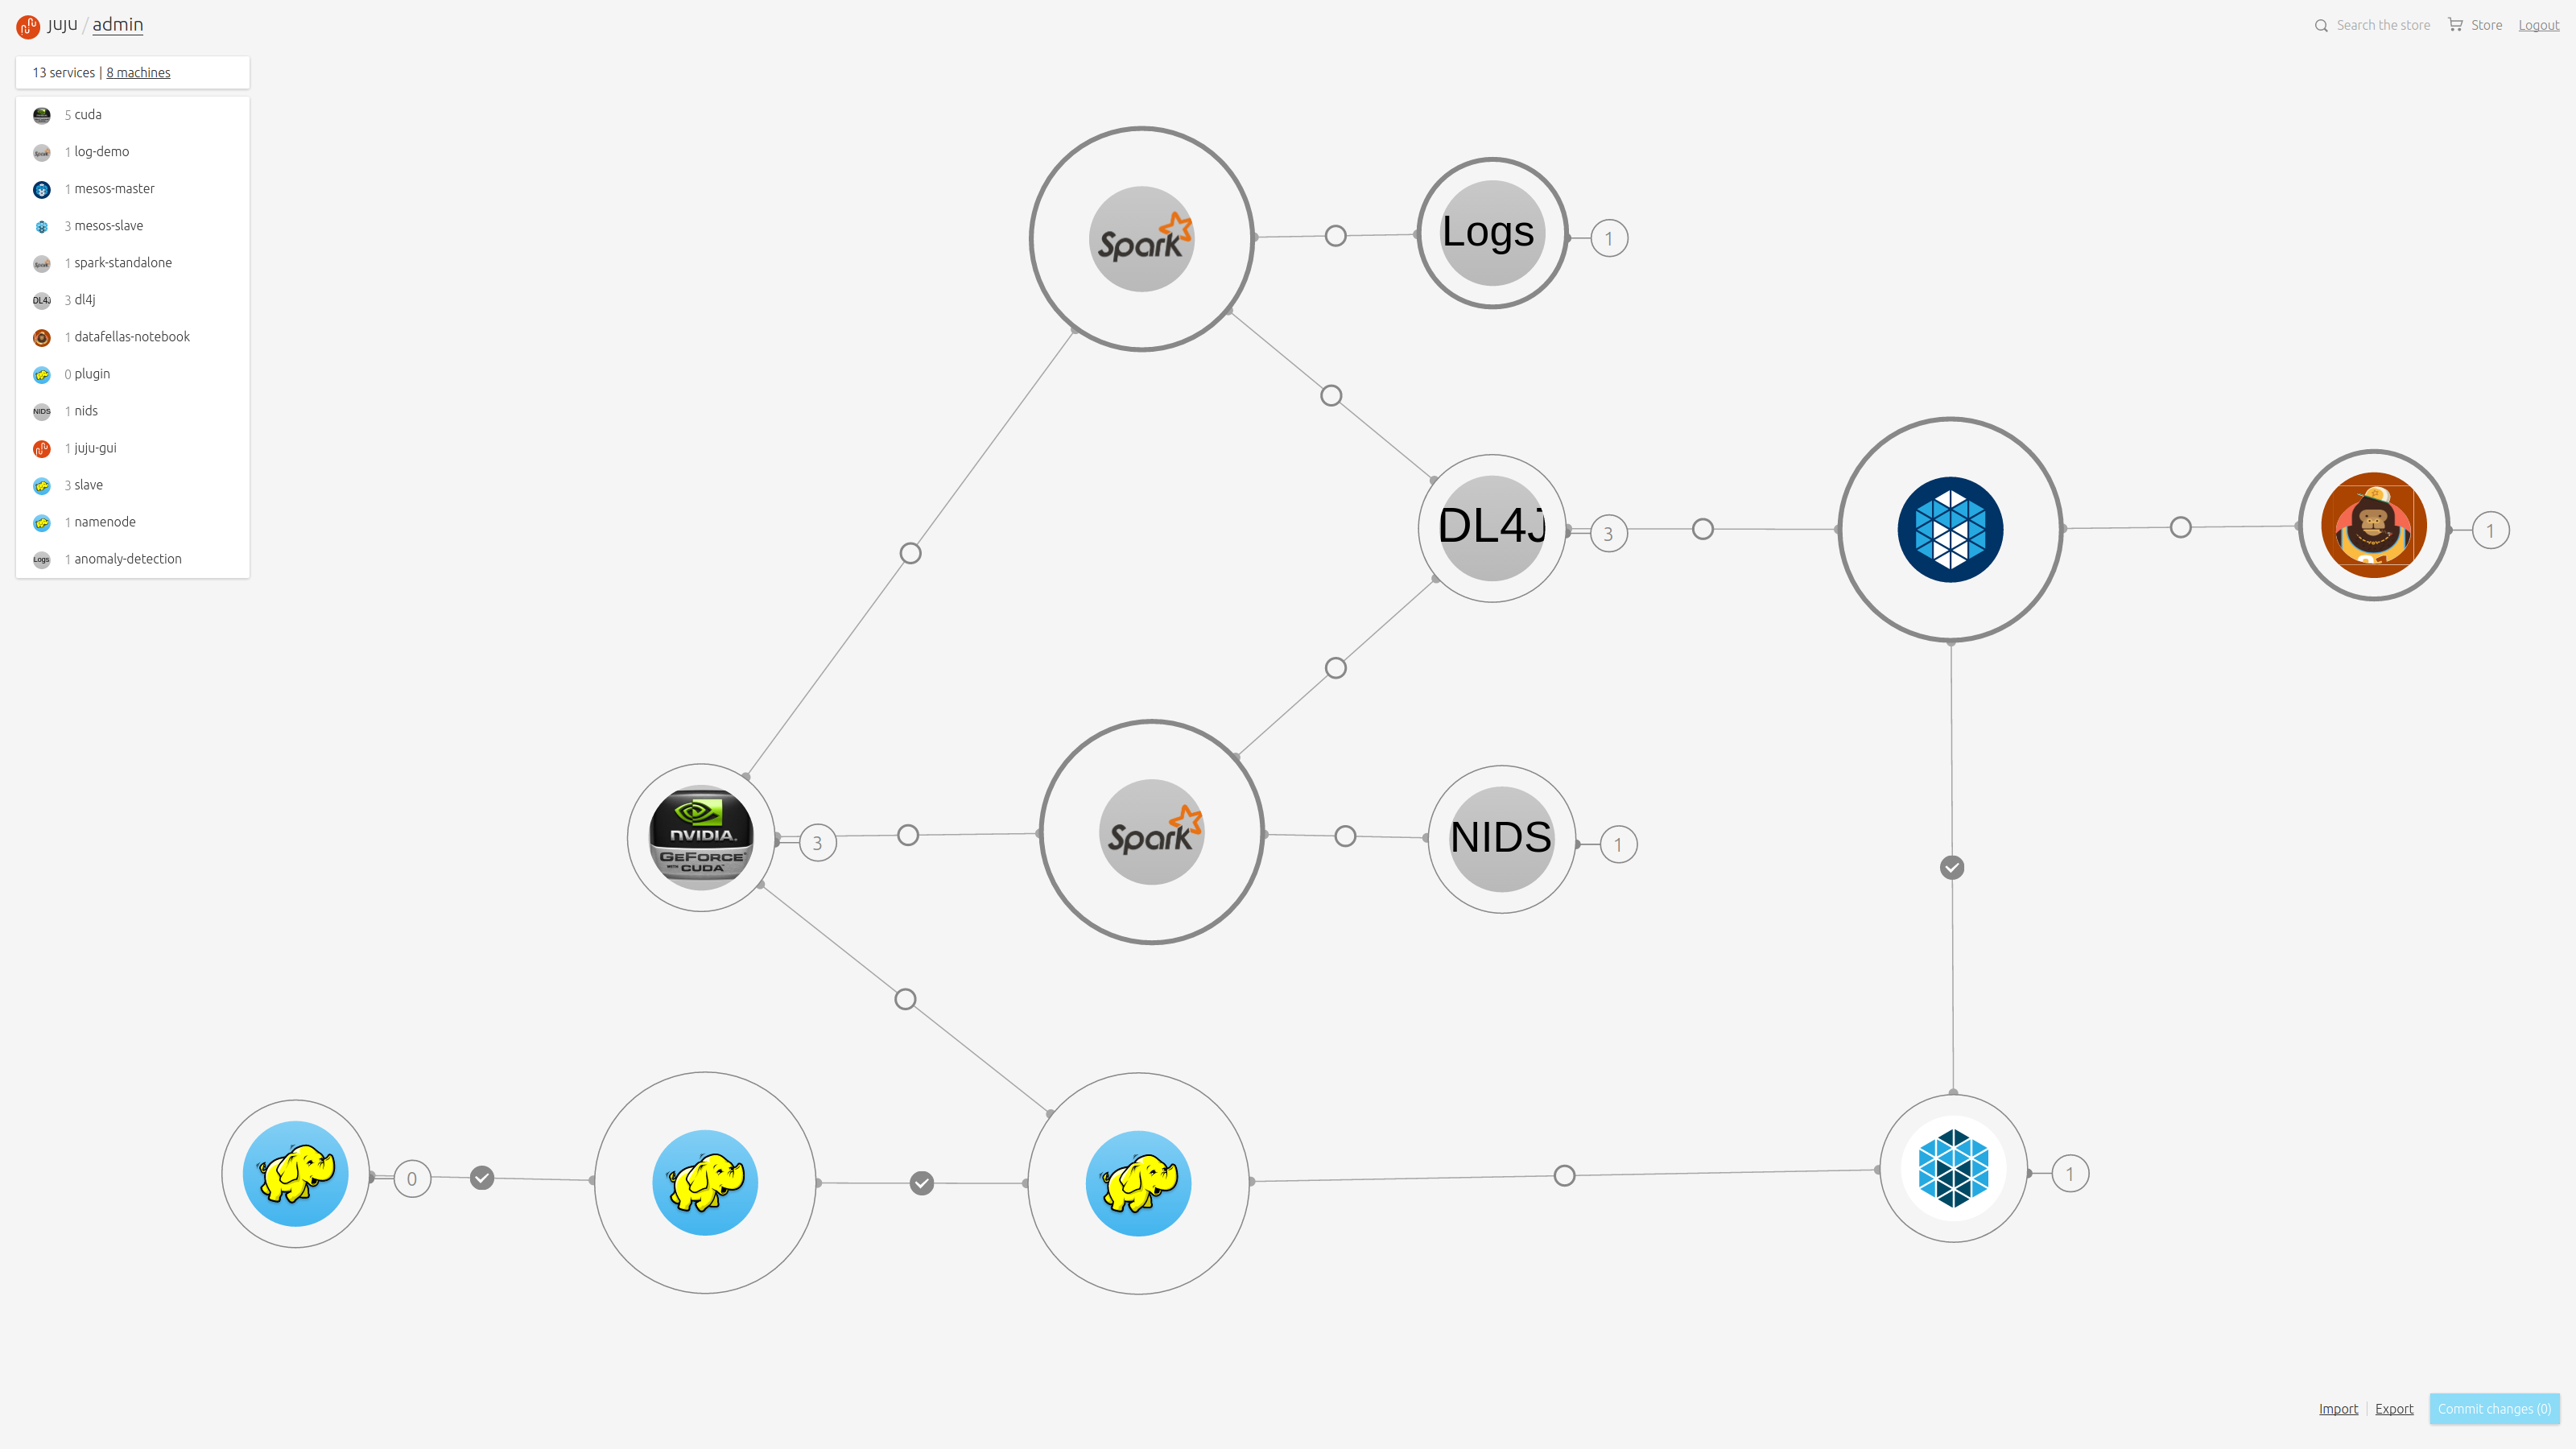 juju / admin
Search the store
Store
Logout
13 services | 8 machines
5 cuda
1 log-demo
1 mesos-master
3 mesos-slave
1 spark-standalone
DL4J 3 dl4j
1 datafellas-notebook
0 plugin
NIDS 1 nids
1 juju-gui
3 slave
1 namenode
Logs 1 anomaly-detection
Spark
Logs
1
DL4J
3
1
NVIDIA.
GEFORCE
CUDA
3
Spark
NIDS
1
0
1
Import
Export
Commit changes (0)